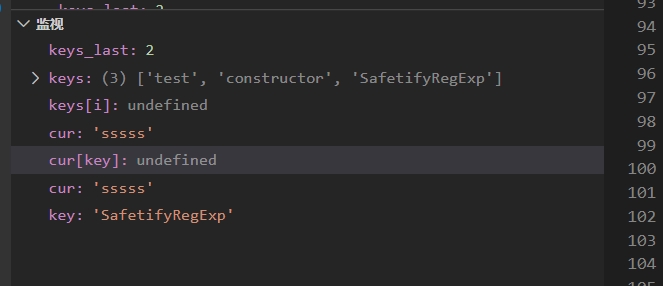 keys_last: 2
监视
keys_last: 2
keys: (3) ['test', 'constructor', 'SafetifyRegExp']
keys[i]: undefined
cur: 'sssss'
cur[key]: undefined
cur: 'sssss'
key: 'SafetifyRegExp'
93
94
95
96
97
98
99
100
101
102
103
104
105